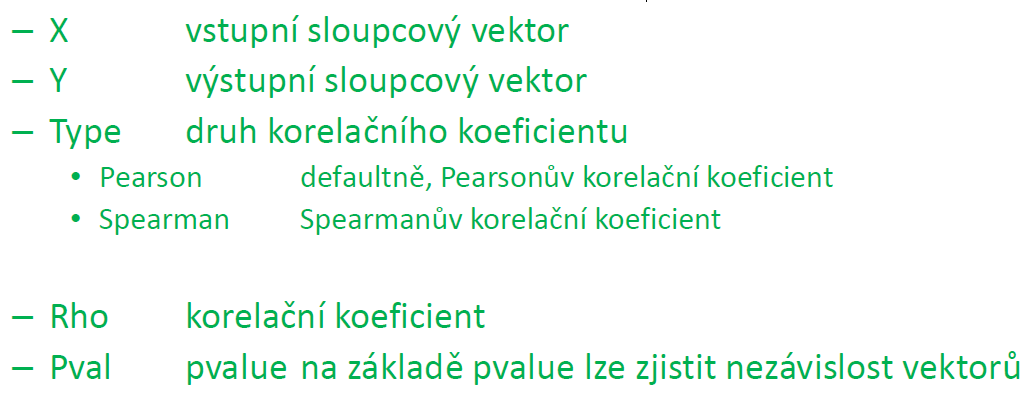 – X vstupní sloupcový vektor
– Y výstupní sloupcový vektor
– Type druh korelačního koeficientu
• Pearson defaultně, Pearsonův korelační koeficient
• Spearman Spearmanův korelační koeficient
– Rho korelační koeficient
– Pval pvalue na základě pvalue lze zjistit nezávislost vektorů